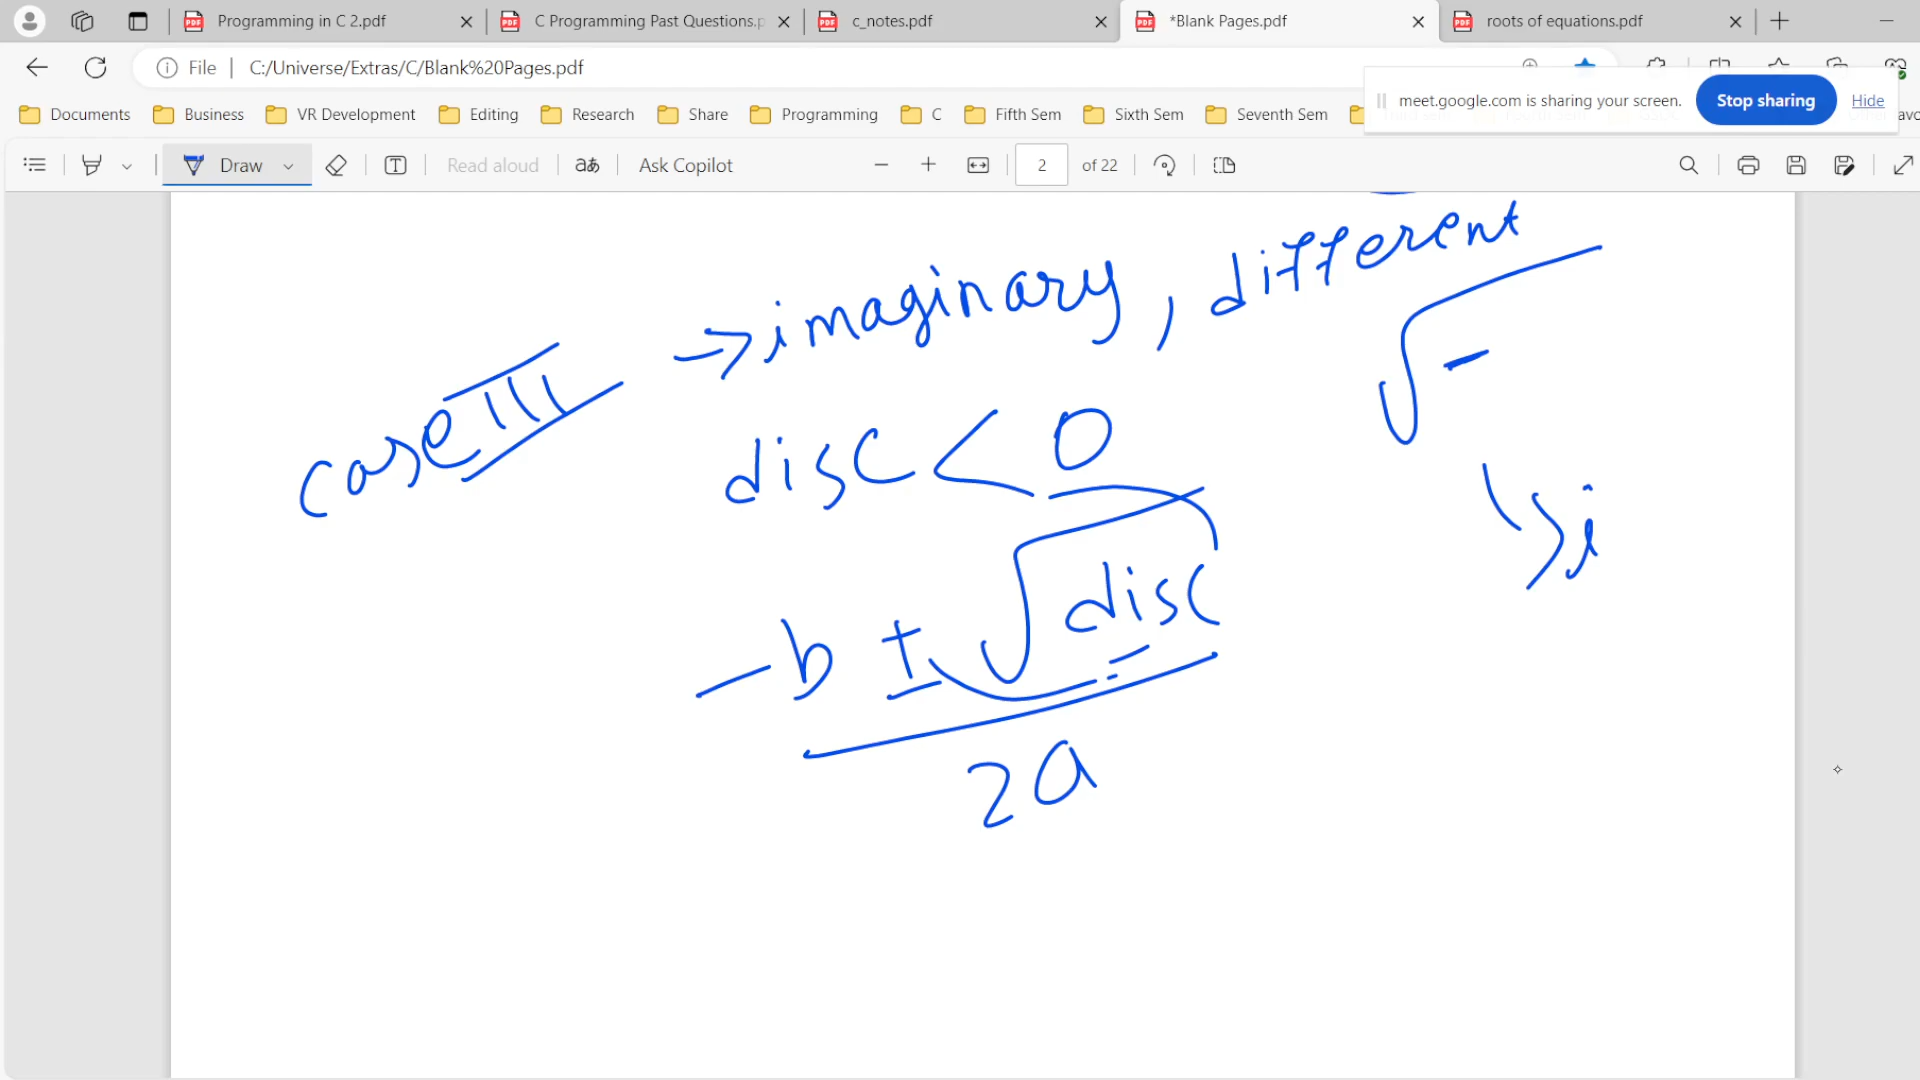 Programming in C 2.pdf
C Programming Past Questions.p
c_notes.pdf
*Blank Pages.pdf
roots of equations.pdf
File
C:/Universe/Extras/C/Blank%20Pages.pdf
meet.google.com is sharing your screen.
Stop sharing
Hide
Documents
Business
VR Development
Editing
Research
Share
Programming
C
Fifth Sem
Sixth Sem
Seventh Sem
Draw
Read aloud
aあ
Ask Copilot
2
of 22
case III → imaginary, different
√-
disc < 0
→ i
-b ± √disc
2a